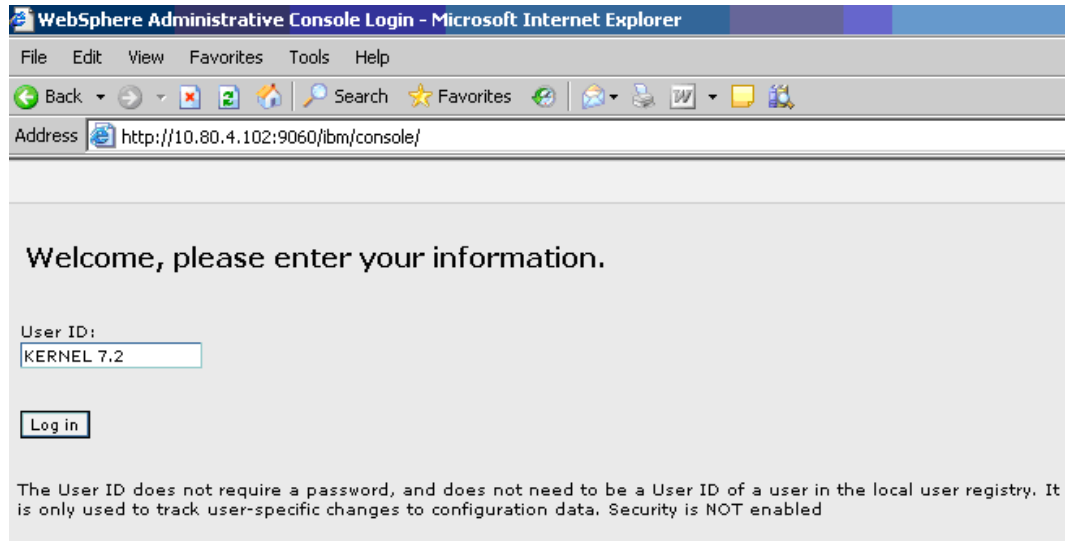 WebSphere Administrative Console Login - Microsoft Internet Explorer
File Edit View Favorites Tools Help
Back Search Favorites
Address http://10.80.4.102:9060/ibm/console/
Welcome, please enter your information.
User ID:
KERNEL 7.2
Log in
The User ID does not require a password, and does not need to be a User ID of a user in the local user registry. It
is only used to track user-specific changes to configuration data. Security is NOT enabled